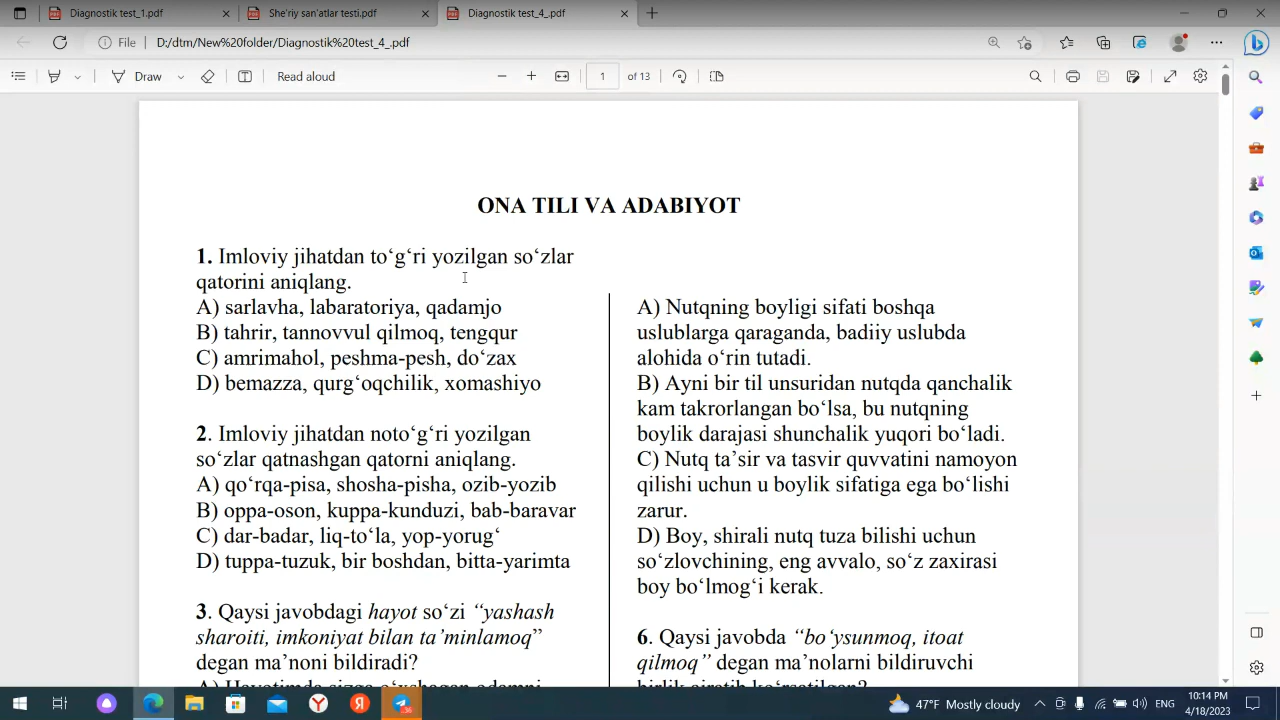 Diagnostik test_1.pdf
She'riy san'atlar testi.pdf
Diagnostik test_4_.pdf
File
D:/dtm/New%20folder/Diagnostik%20test_4_.pdf
Draw
Read aloud
1
of 13
ONA TILI VA ADABIYOT
1. Imloviy jihatdan to‘g‘ri yozilgan so‘zlar
qatorini aniqlang.
A) sarlavha, labaratoriya, qadamjo
B) tahrir, tannovvul qilmoq, tengqur
C) amrimahol, peshma-pesh, do‘zax
D) bemazza, qurg‘oqchilik, xomashiyo
2. Imloviy jihatdan noto‘g‘ri yozilgan
so‘zlar qatnashgan qatorni aniqlang.
A) qo‘rqa-pisa, shosha-pisha, ozib-yozib
B) oppa-oson, kuppa-kunduzi, bab-baravar
C) dar-badar, liq-to‘la, yop-yorug‘
D) tuppa-tuzuk, bir boshdan, bitta-yarimta
3. Qaysi javobdagi hayot so‘zi “yashash
sharoiti, imkoniyat bilan ta’minlamoq”
degan ma’noni bildiradi?
A) Hayotimda sizga o‘xshagan odamni
A) Nutqning boyligi sifati boshqa
uslublarga qaraganda, badiiy uslubda
alohida o‘rin tutadi.
B) Ayni bir til unsuridan nutqda qanchalik
kam takrorlangan bo‘lsa, bu nutqning
boylik darajasi shunchalik yuqori bo‘ladi.
C) Nutq ta’sir va tasvir quvvatini namoyon
qilishi uchun u boylik sifatiga ega bo‘lishi
zarur.
D) Boy, shirali nutq tuza bilishi uchun
so‘zlovchining, eng avvalo, so‘z zaxirasi
boy bo‘lmog‘i kerak.
6. Qaysi javobda “bo‘ysunmoq, itoat
qilmoq” degan ma’nolarni bildiruvchi
birlik ajratib ko‘rsatilgan?
47°F Mostly cloudy
ENG
10:14 PM
4/18/2023